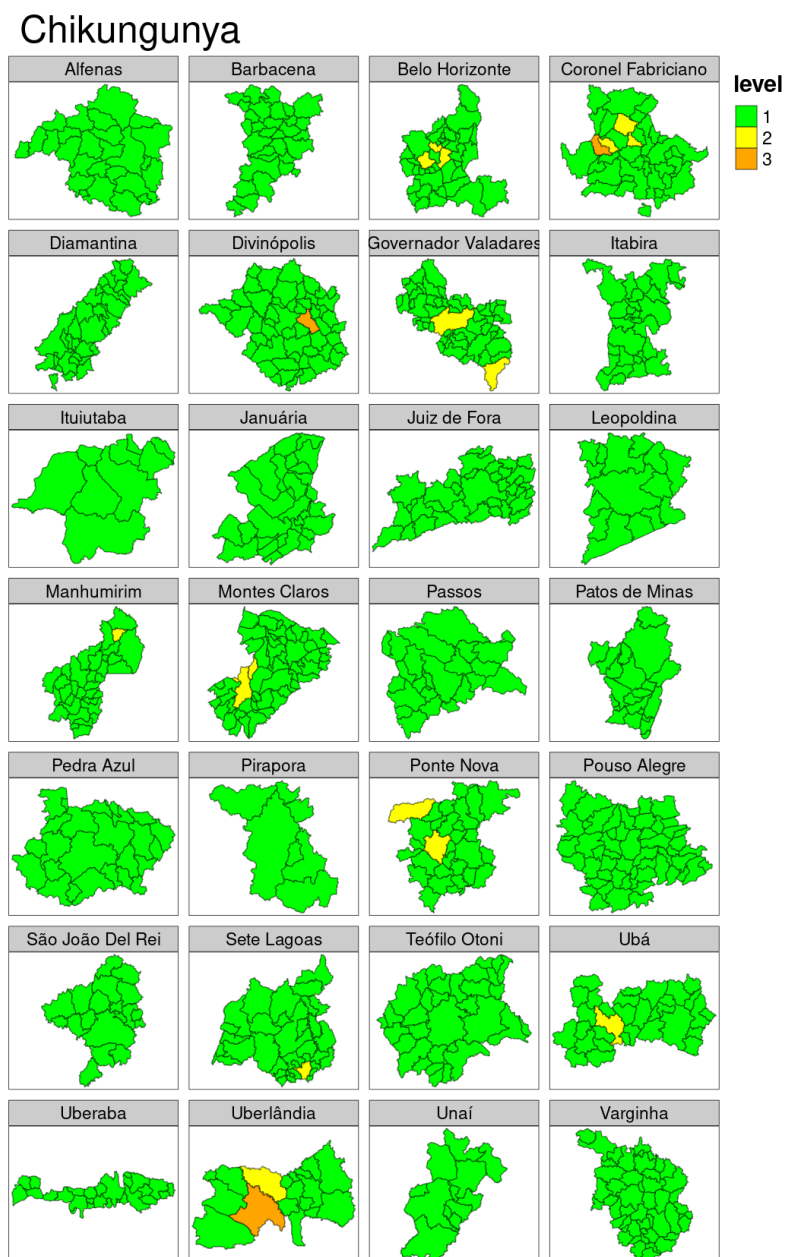 Chikungunya
Alfenas
Barbacena
Belo Horizonte
Coronel Fabriciano
level
1
2
3
Diamantina
Divinópolis
Governador Valadares
Itabira
Ituiutaba
Januária
Juiz de Fora
Leopoldina
Manhumirim
Montes Claros
Passos
Patos de Minas
Pedra Azul
Pirapora
Ponte Nova
Pouso Alegre
São João Del Rei
Sete Lagoas
Teófilo Otoni
Ubá
Uberaba
Uberlândia
Unaí
Varginha